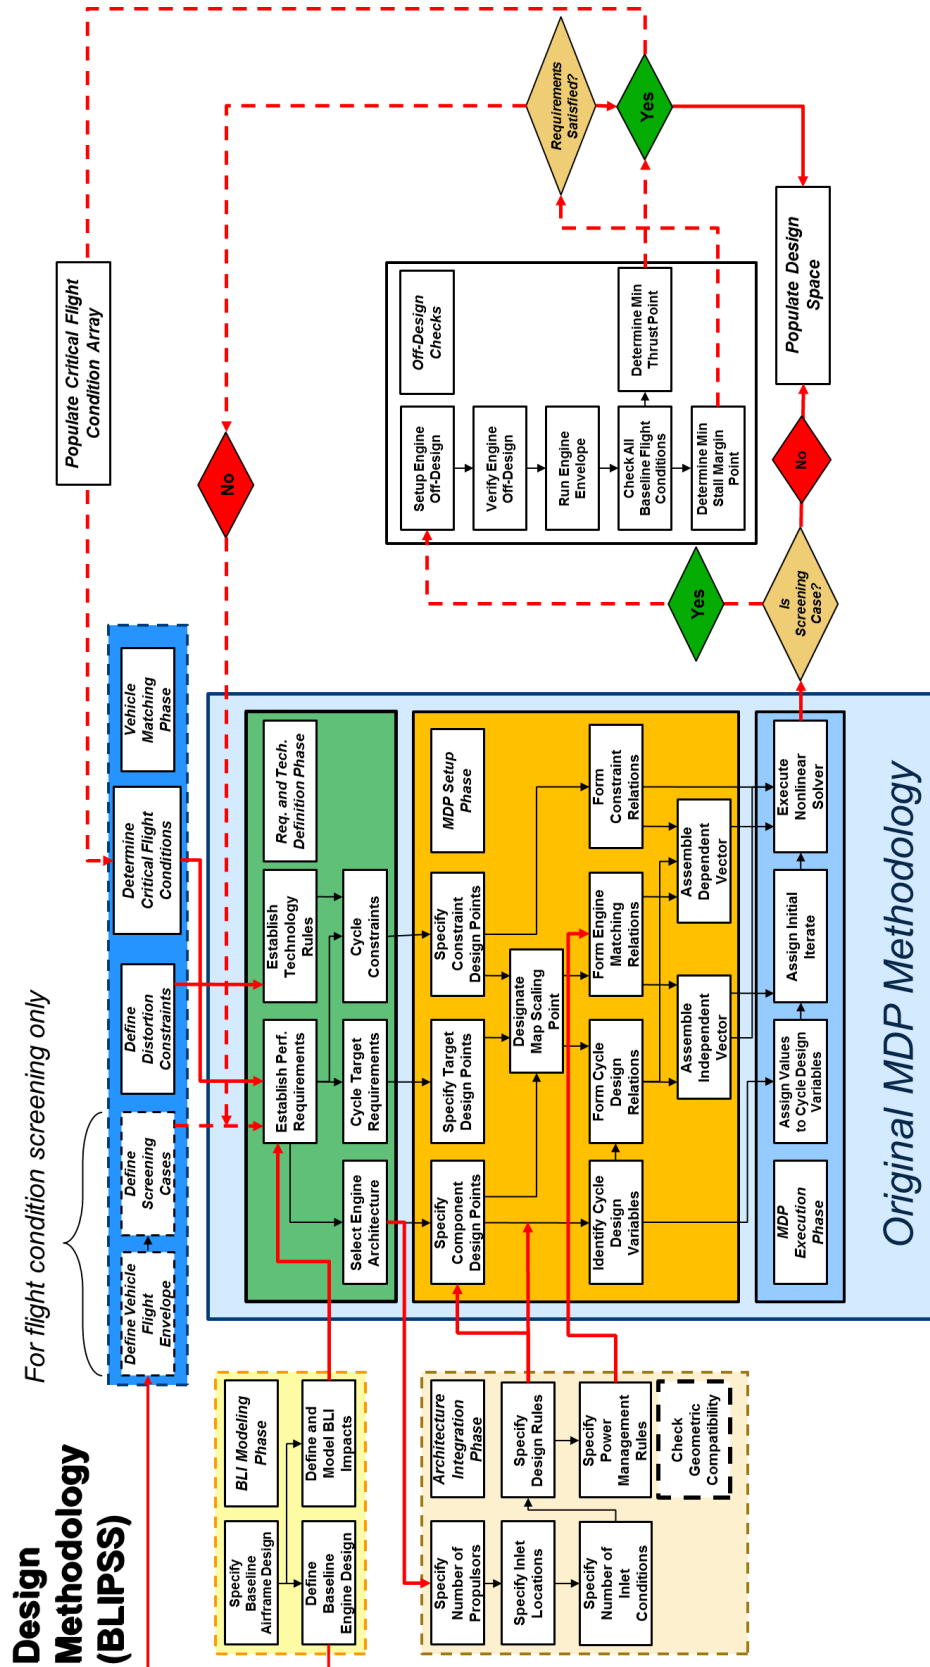 Design
Methodology
(BLIPSS)
For flight condition screening only
Define Vehicle
Flight
Envelope
Define
Screening
Cases
Define
Distortion
Constraints
Determine
Critical Flight
Conditions
Vehicle
Matching
Phase
Populate Critical Flight
Condition Array
No
Requirements
Satisfied?
Yes
BLI Modeling
Phase
Specify
Baseline
Airframe Design
Define
Baseline
Engine Design
Define and
Model BLI
Impacts
Req. and Tech.
Definition Phase
Establish Perf.
Requirements
Establish
Technology
Rules
Select Engine
Architecture
Cycle Target
Requirements
Cycle
Constraints
Architecture
Integration
Phase
Specify
Number of
Propulsors
Specify Inlet
Locations
Specify
Number of
Inlet
Conditions
Specify
Design Rules
Specify
Power
Management
Rules
Check
Geometric
Compatibility
MDP Setup
Phase
Specify
Component
Design Points
Specify Target
Design Points
Specify
Constraint
Design Points
Designate
Map Scaling
Point
Identify Cycle
Design
Variables
Form Cycle
Design
Relations
Form Engine
Matching
Relations
Form
Constraint
Relations
Assemble
Independent
Vector
Assemble
Dependent
Vector
MDP
Execution
Phase
Assign Values
to Cycle Design
Variables
Assign Initial
Iterate
Execute
Nonlinear
Solver
Original MDP Methodology
Off-Design
Checks
Setup Engine
Off-Design
Verify Engine
Off-Design
Run Engine
Envelope
Check All
Baseline Flight
Conditions
Determine Min
Thrust Point
Determine Min
Stall Margin
Point
Yes
Is
Screening
Case?
No
Populate Design
Space